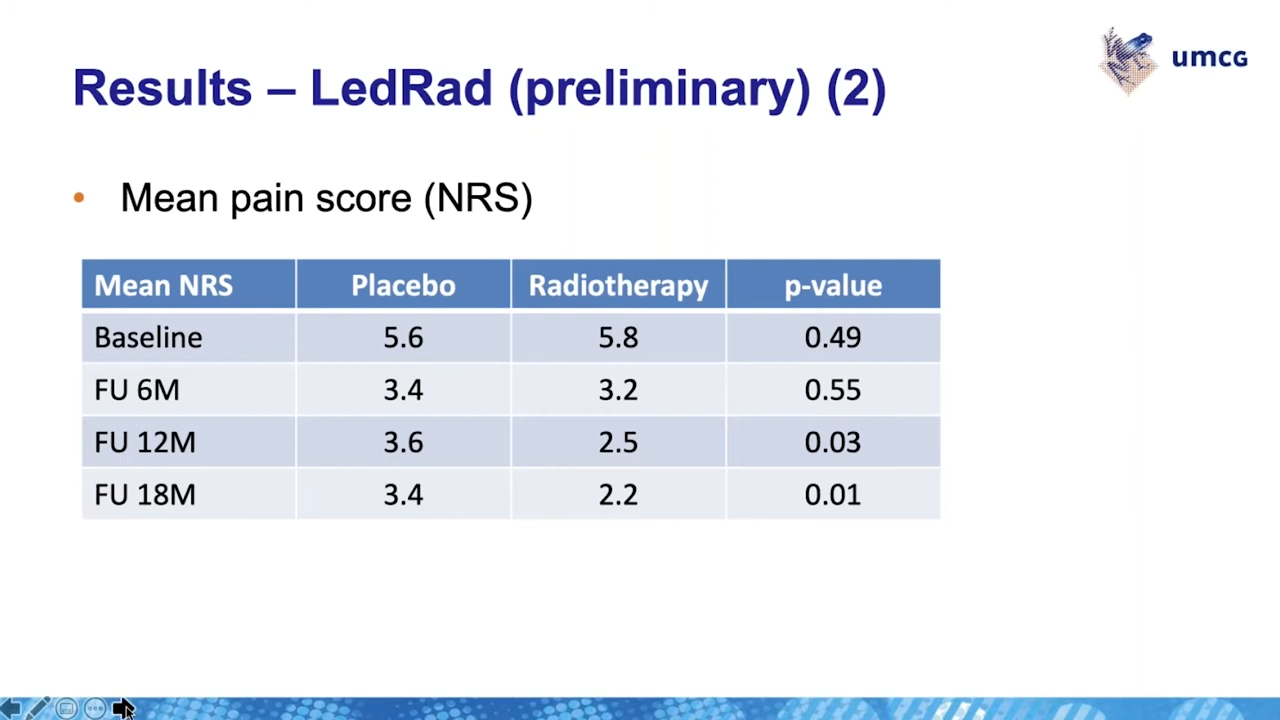 umcg
Results – LedRad (preliminary) (2)
• Mean pain score (NRS)
Mean NRS Placebo Radiotherapy p-value
Baseline 5.6 5.8 0.49
FU 6M 3.4 3.2 0.55
FU 12M 3.6 2.5 0.03
FU 18M 3.4 2.2 0.01